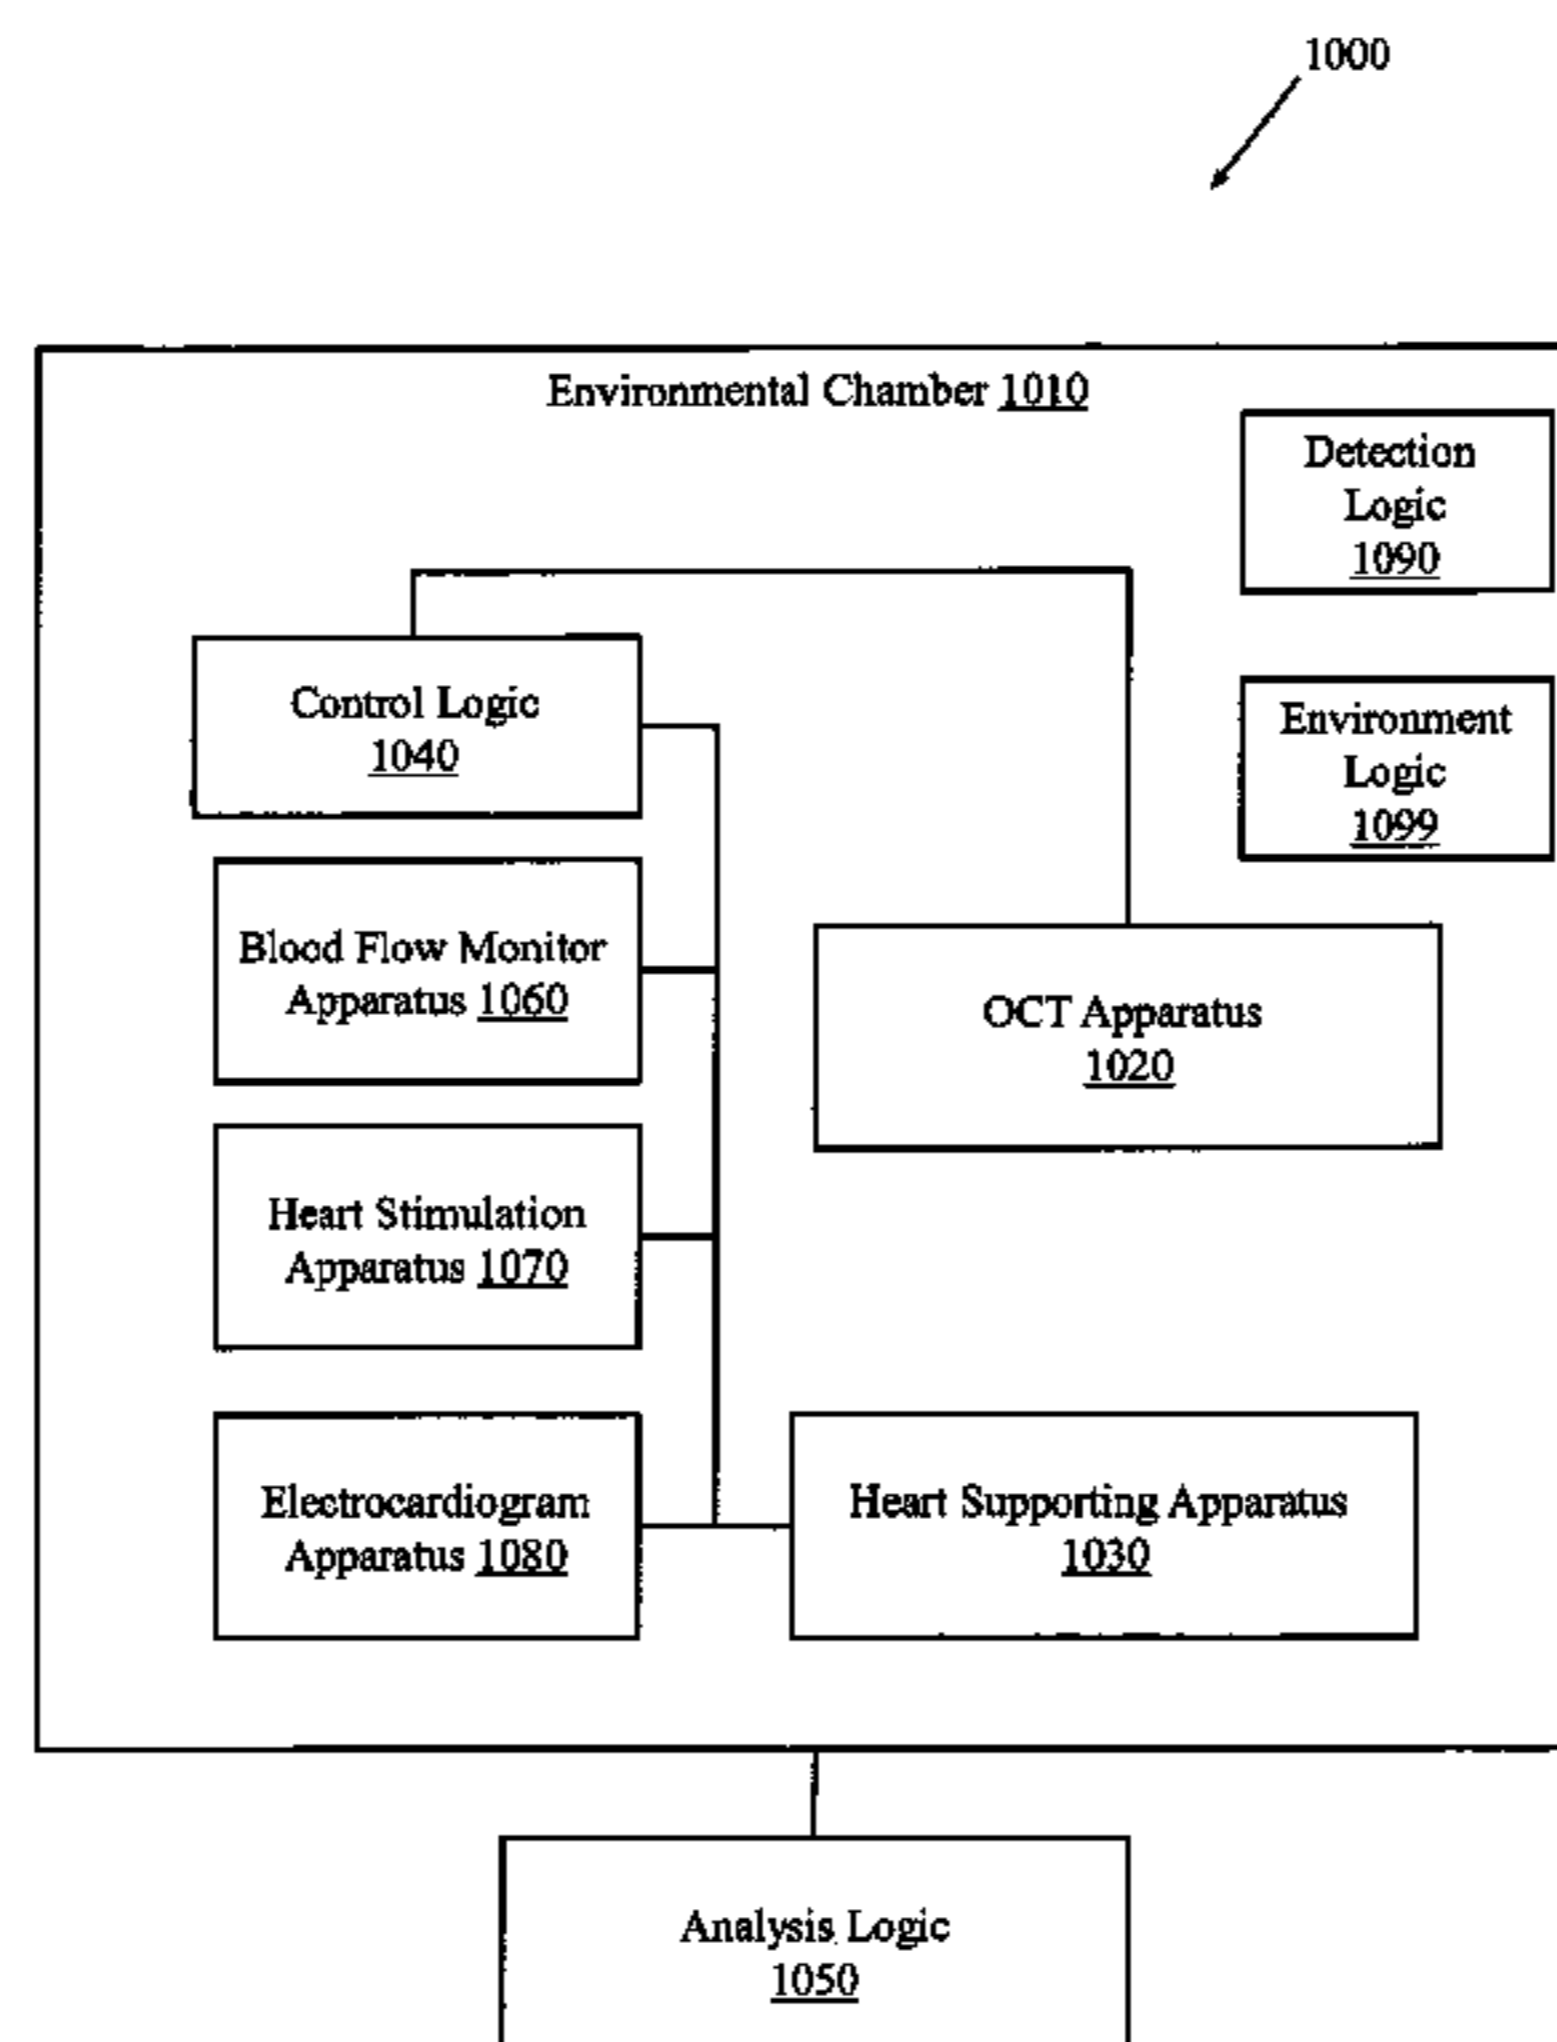 1000
Environmental Chamber 1010
Detection
Logic
1090
Control Logic
1040
Environment
Logic
1099
Blood Flow Monitor
Apparatus 1060
OCT Apparatus
1020
Heart Stimulation
Apparatus 1070
Electrocardiogram
Apparatus 1080
Heart Supporting Apparatus
1030
Analysis Logic
1050